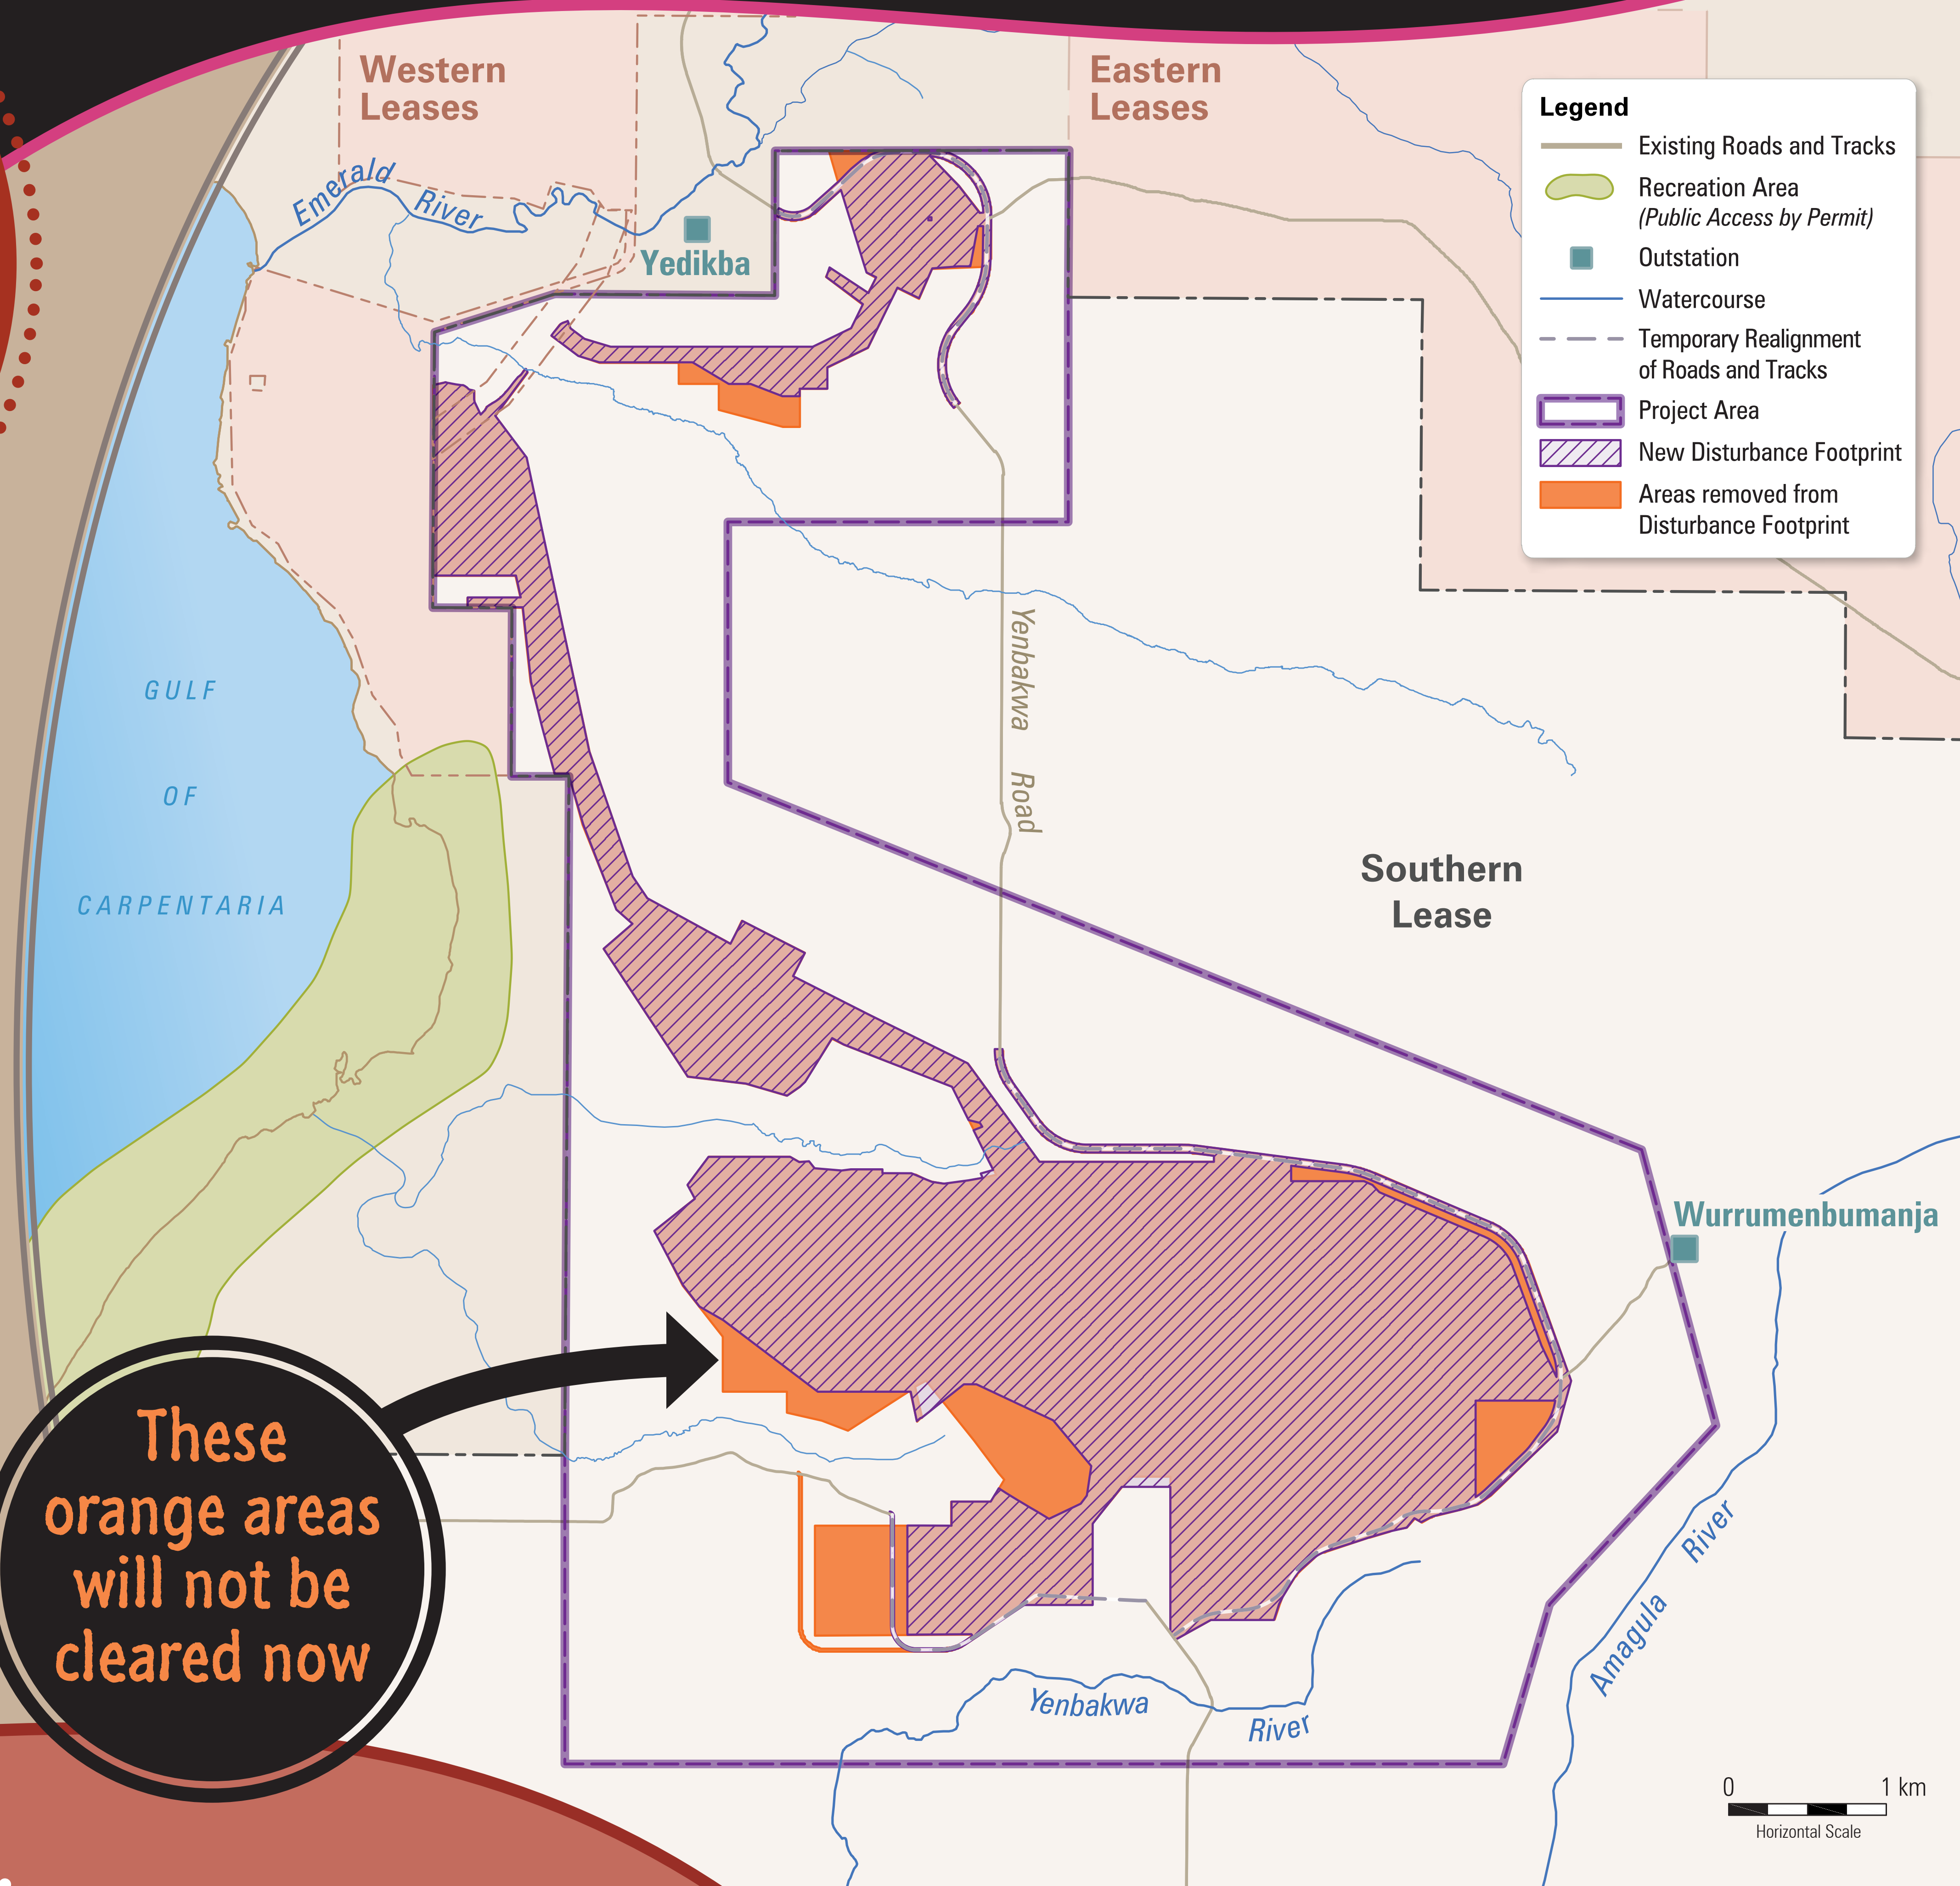 Western
Leases
Eastern
Leases
Legend
Existing Roads and Tracks
Recreation Area
(Public Access by Permit)
Outstation
Watercourse
Temporary Realignment
of Roads and Tracks
Project Area
New Disturbance Footprint
Areas removed from
Disturbance Footprint
Emerald River
Yedikba
GULF
OF
CARPENTARIA
Yenbakwa Road
Southern
Lease
Wurrumenbumanja
These
orange areas
will not be
cleared now
Amagula River
Yenbakwa River
0 1 km
Horizontal Scale